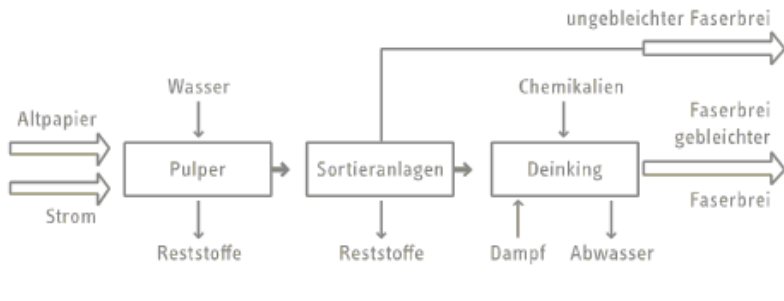 ungebleichter Faserbrei
Wasser
Chemikalien
Altpapier
Faserbrei
gebleichter
Pulper
Sortieranlagen
Deinking
Strom
Faserbrei
Reststoffe
Reststoffe
Dampf
Abwasser